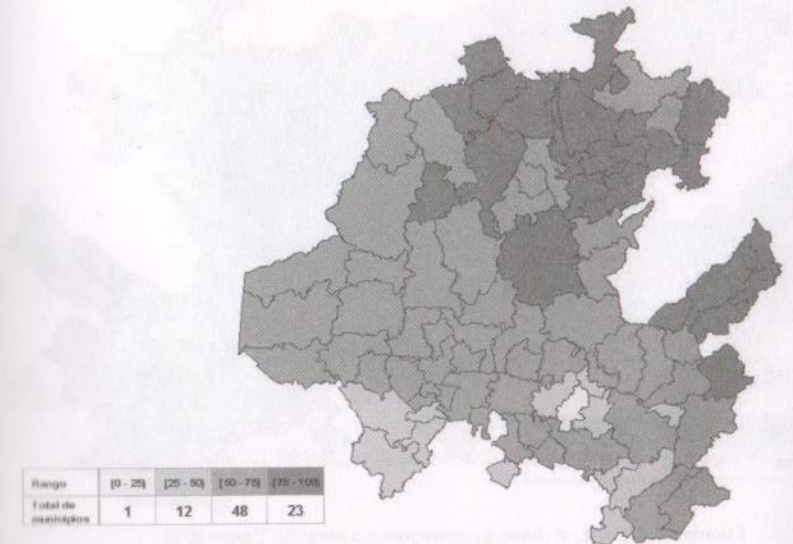 Rango [0 - 25) [25 - 50) [50 - 75) [75 - 100]
Total de municipios 1 12 48 23